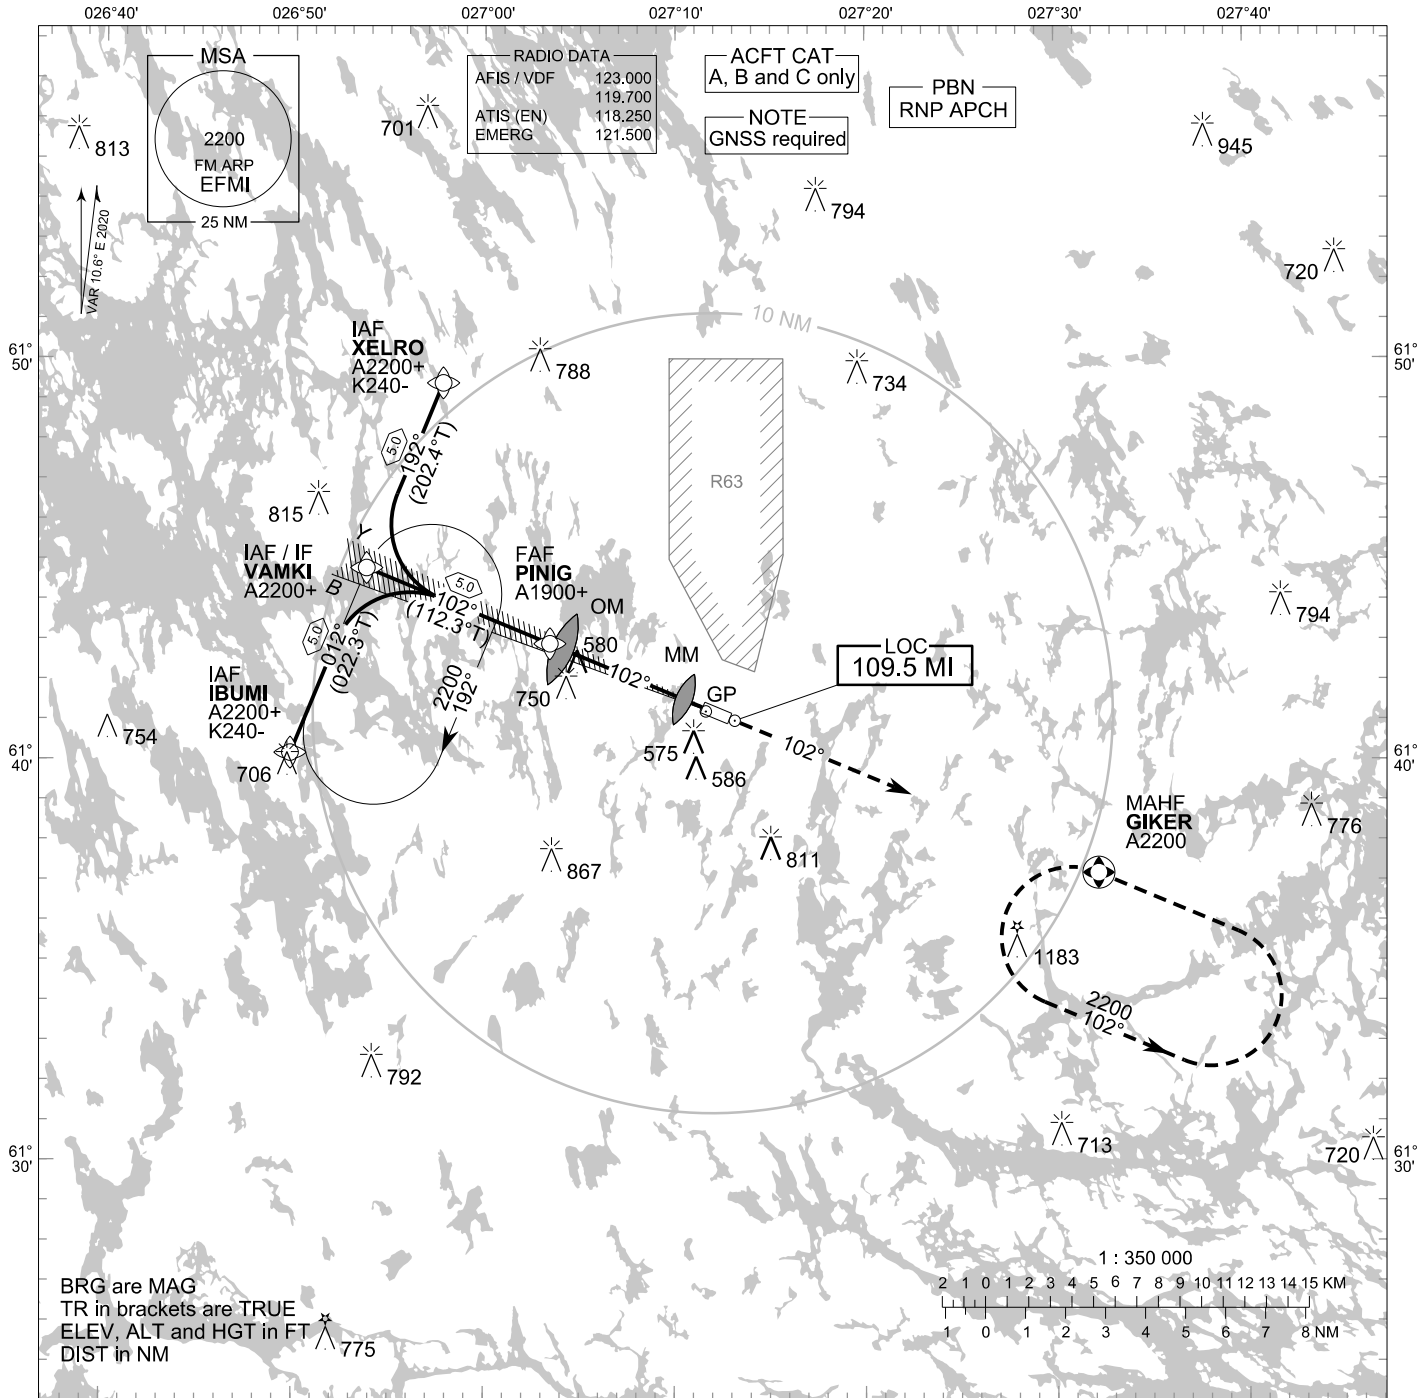 026°40'
026°50'
027°00'
027°10'
027°20'
027°30'
027°40'
MSA
2200
FM ARP
EFMI
25 NM
RADIO DATA
AFIS / VDF 123.000
119.700
ATIS (EN) 118.250
EMERG 121.500
ACFT CAT
A, B and C only
NOTE
GNSS required
PBN
RNP APCH
813
701
945
794
720
VAR 10.6° E 2020
10 NM
61°
50'
61°
50'
IAF
XELRO
A2200+
K240-
788
734
5.0
192°
(202.4°T)
R63
815
Y
IAF / IF
VAMKI
A2200+
B
5.0
102°
(112.3°T)
FAF
PINIG
A1900+
OM
580
750
794
5.0
012°
(022.3°T)
2200
192°
102°
MM
GP
LOC
109.5 MI
IAF
IBUMI
A2200+
K240-
706
754
575
586
102°
61°
40'
61°
40'
MAHF
GIKER
A2200
776
867
811
1183
2200
102°
792
713
720
61°
30'
61°
30'
1 : 350 000
2 1 0 1 2 3 4 5 6 7 8 9 10 11 12 13 14 15 KM
1 0 1 2 3 4 5 6 7 8 NM
BRG are MAG
TR in brackets are TRUE
ELEV, ALT and HGT in FT
DIST in NM
775